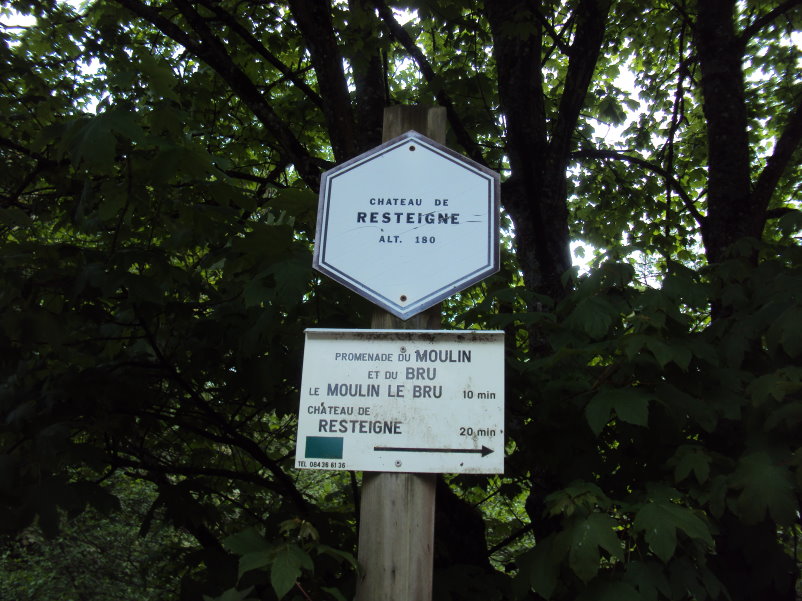 CHATEAU DE
RESTEIGNE
ALT. 180
PROMENADE DU MOULIN
ET DU BRU
LE MOULIN LE BRU 10 min
CHÂTEAU DE
RESTEIGNE 20 min
TEL 084 36 61 36